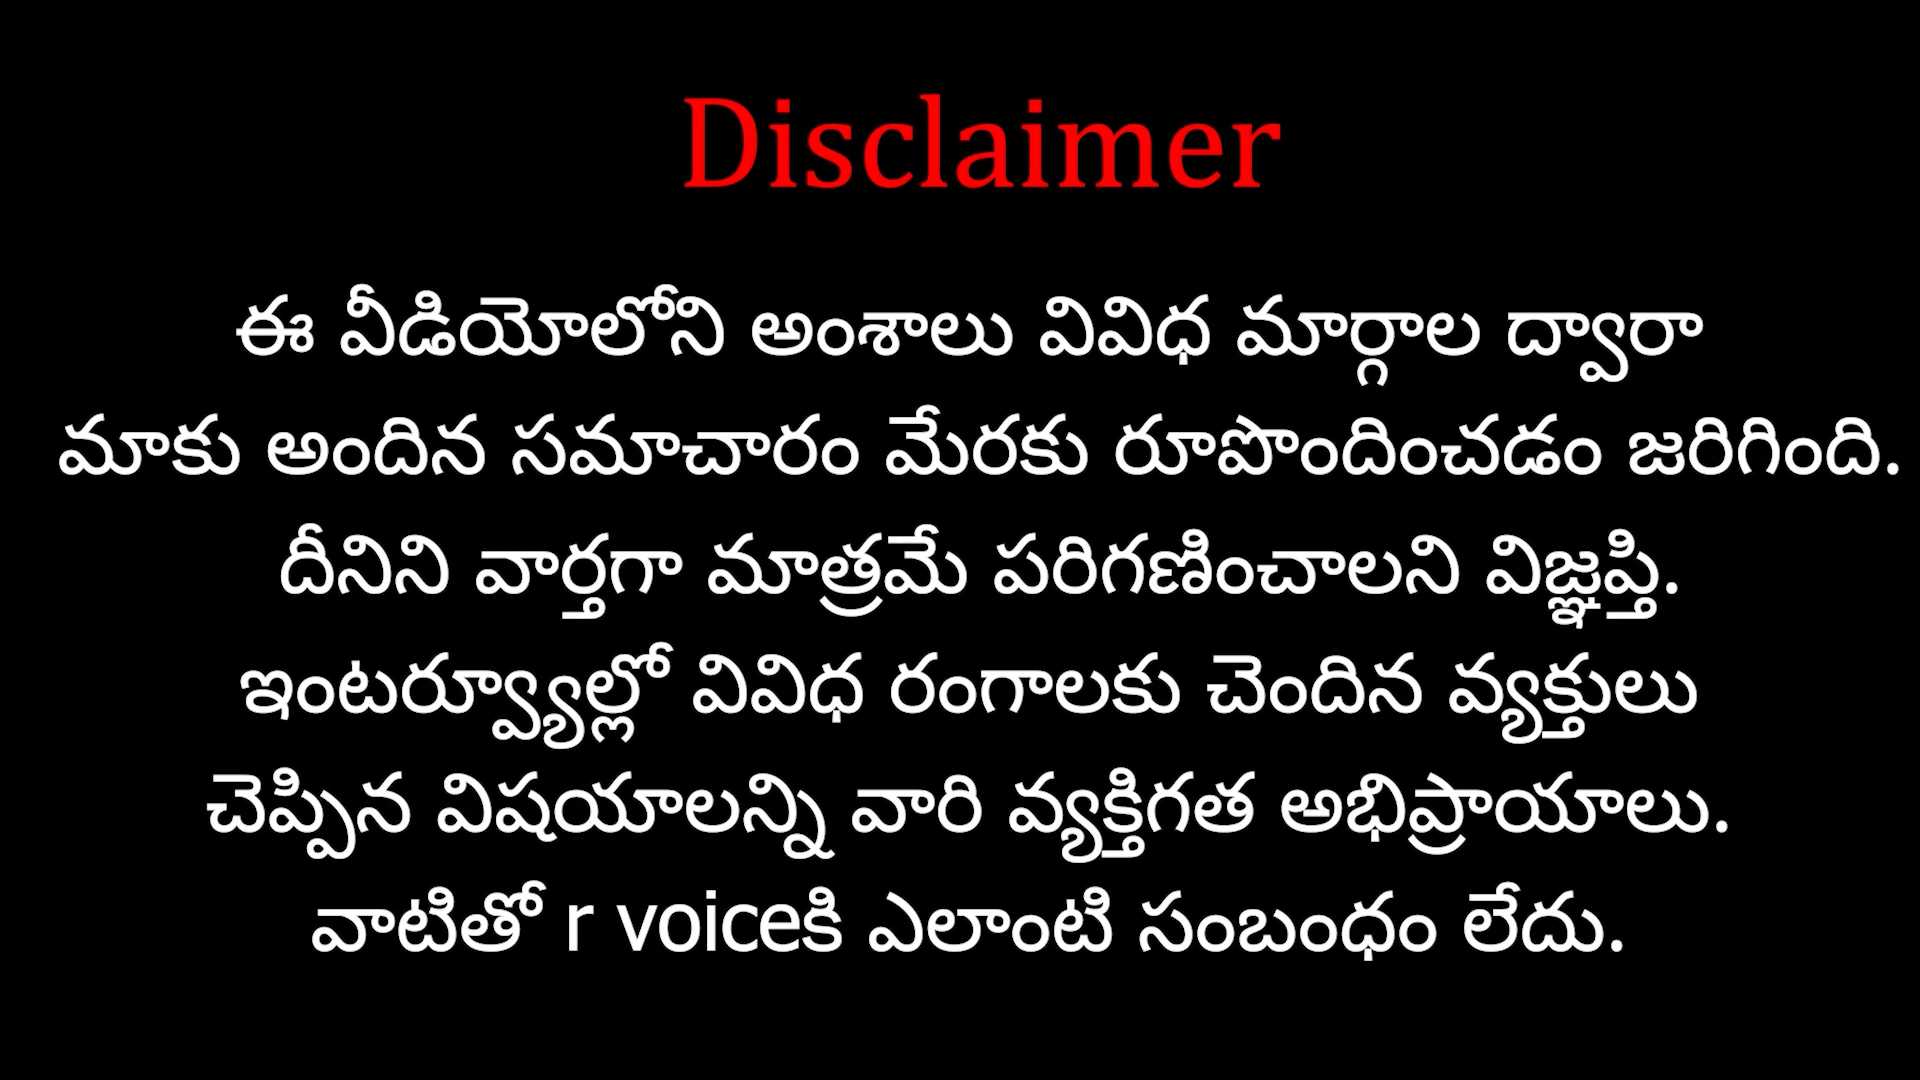 Disclaimer
ఈ వీడియోలోని అంశాలు వివిధ మార్గాల ద్వారా
మాకు అందిన సమాచారం మేరకు రూపొందించడం జరిగింది.
దీనిని వార్తగా మాత్రమే పరిగణించాలని విజ్ఞప్తి.
ఇంటర్వ్యూల్లో వివిధ రంగాలకు చెందిన వ్యక్తులు
చెప్పిన విషయాలన్ని వారి వ్యక్తిగత అభిప్రాయాలు.
వాటితో r voiceకి ఎలాంటి సంబంధం లేదు.